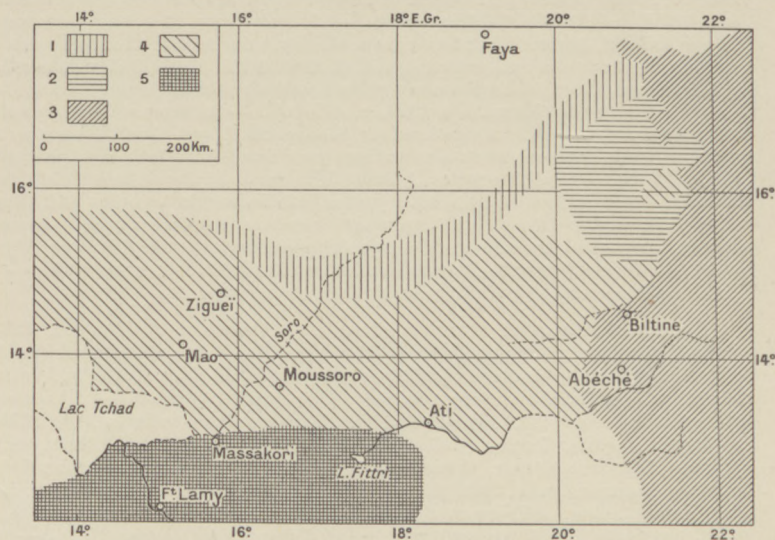 14°. 16°. 18° E.Gr. 20° 22°.
1 4
2 5
3
0 100 200 Km.
Faya
16°. 16°.
Zigueï
Soro
Biltine
14°. Mao 14°.
Moussoro
Abéché
Lac Tchad
Ati
Massakori
L. Fittri
Ft. Lamy
14°. 16°. 18°. 20°. 22°.